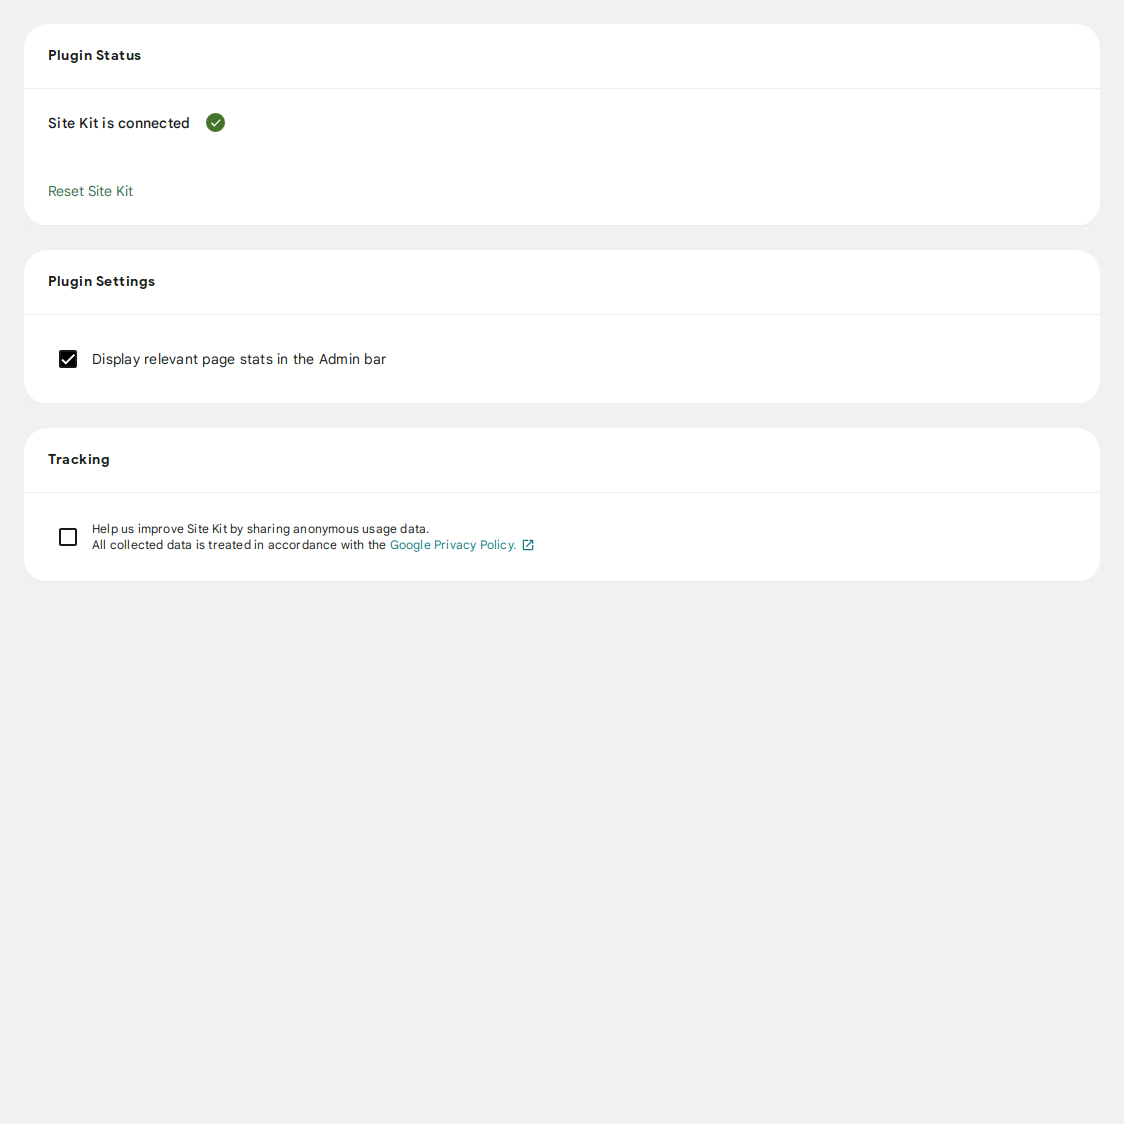 Plugin Status
Site Kit is connected
Reset Site Kit
Plugin Settings
Display relevant page stats in the Admin bar
Tracking
Help us improve Site Kit by sharing anonymous usage data.
All collected data is treated in accordance with the Google Privacy Policy.